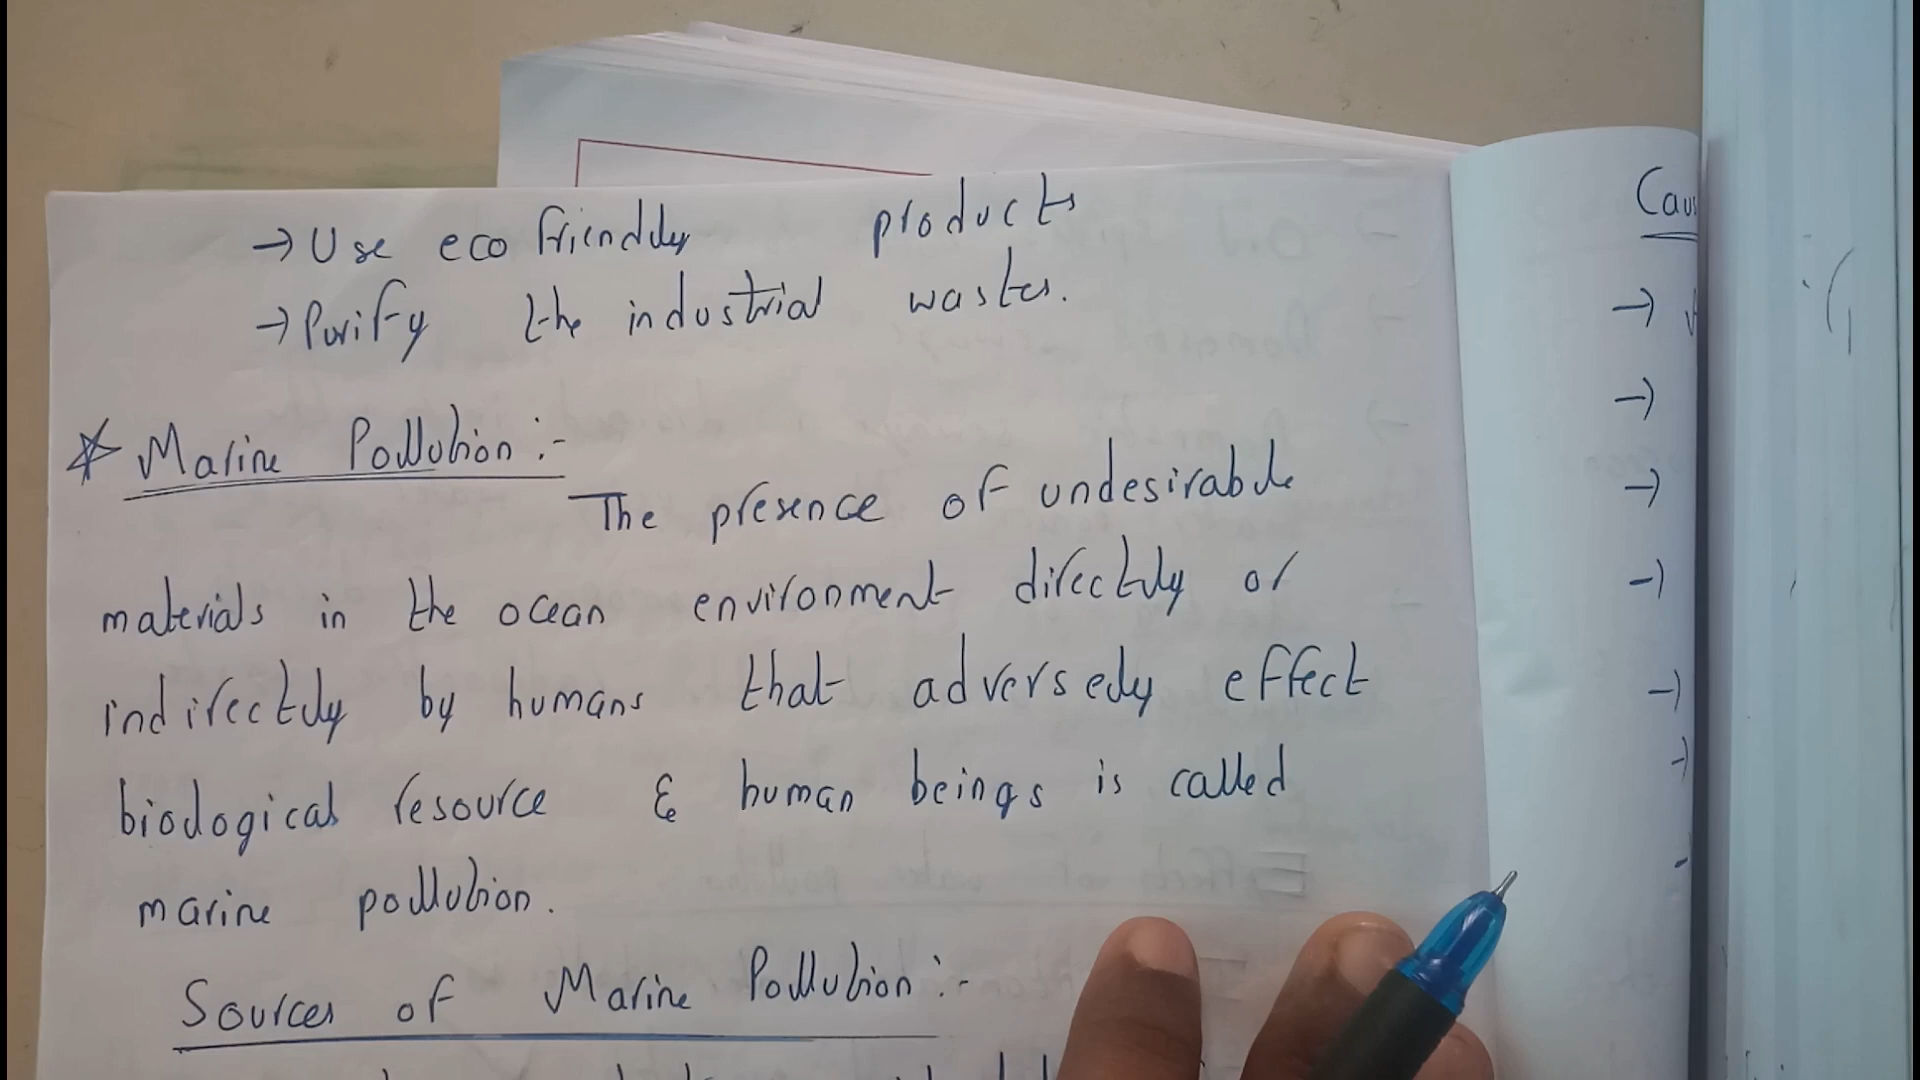 → Use eco friendly products
→ Purify the industrial wastes.
* Marine Pollution :-
The presence of undesirable
materials in the ocean environment directly or
indirectly by humans that adversely effect
biological resource & human beings is called
marine pollution.
Sources of Marine Pollution :-
Caus
→
→
→
→
→
→